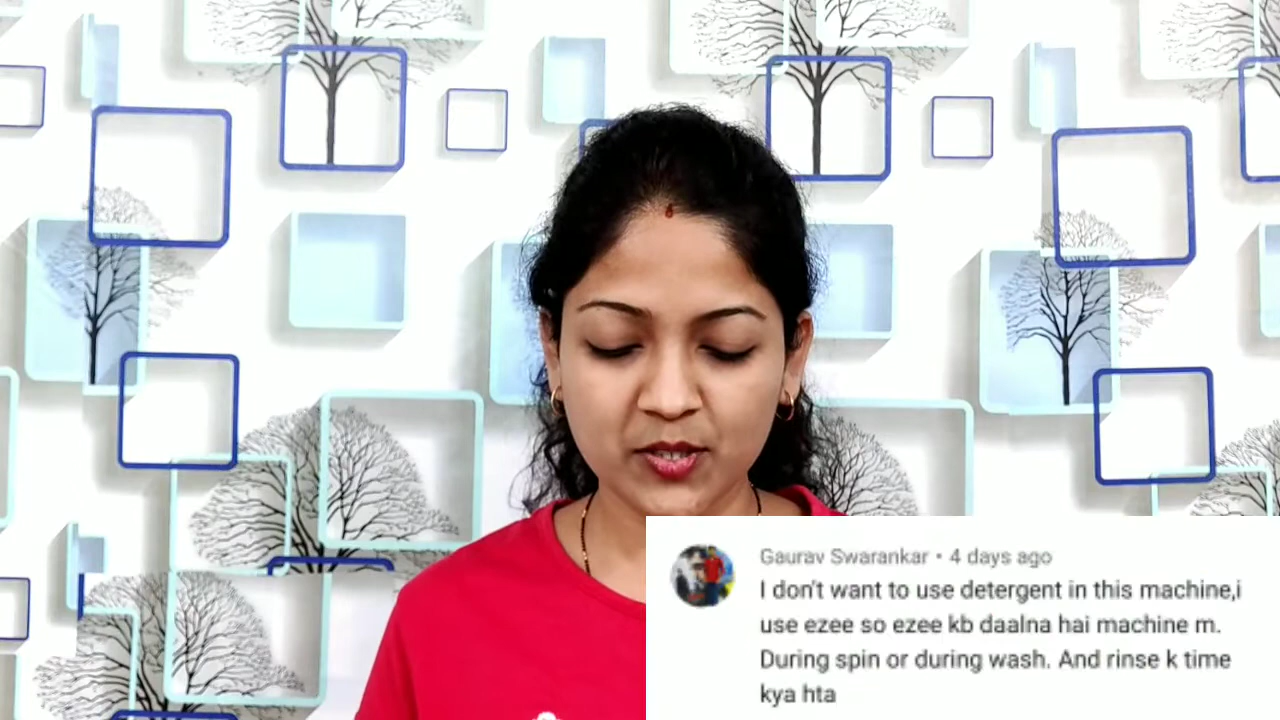 Gaurav Swarankar • 4 days ago
I don't want to use detergent in this machine,i
use ezee so ezee kb daalna hai machine m.
During spin or during wash. And rinse k time
kya hta